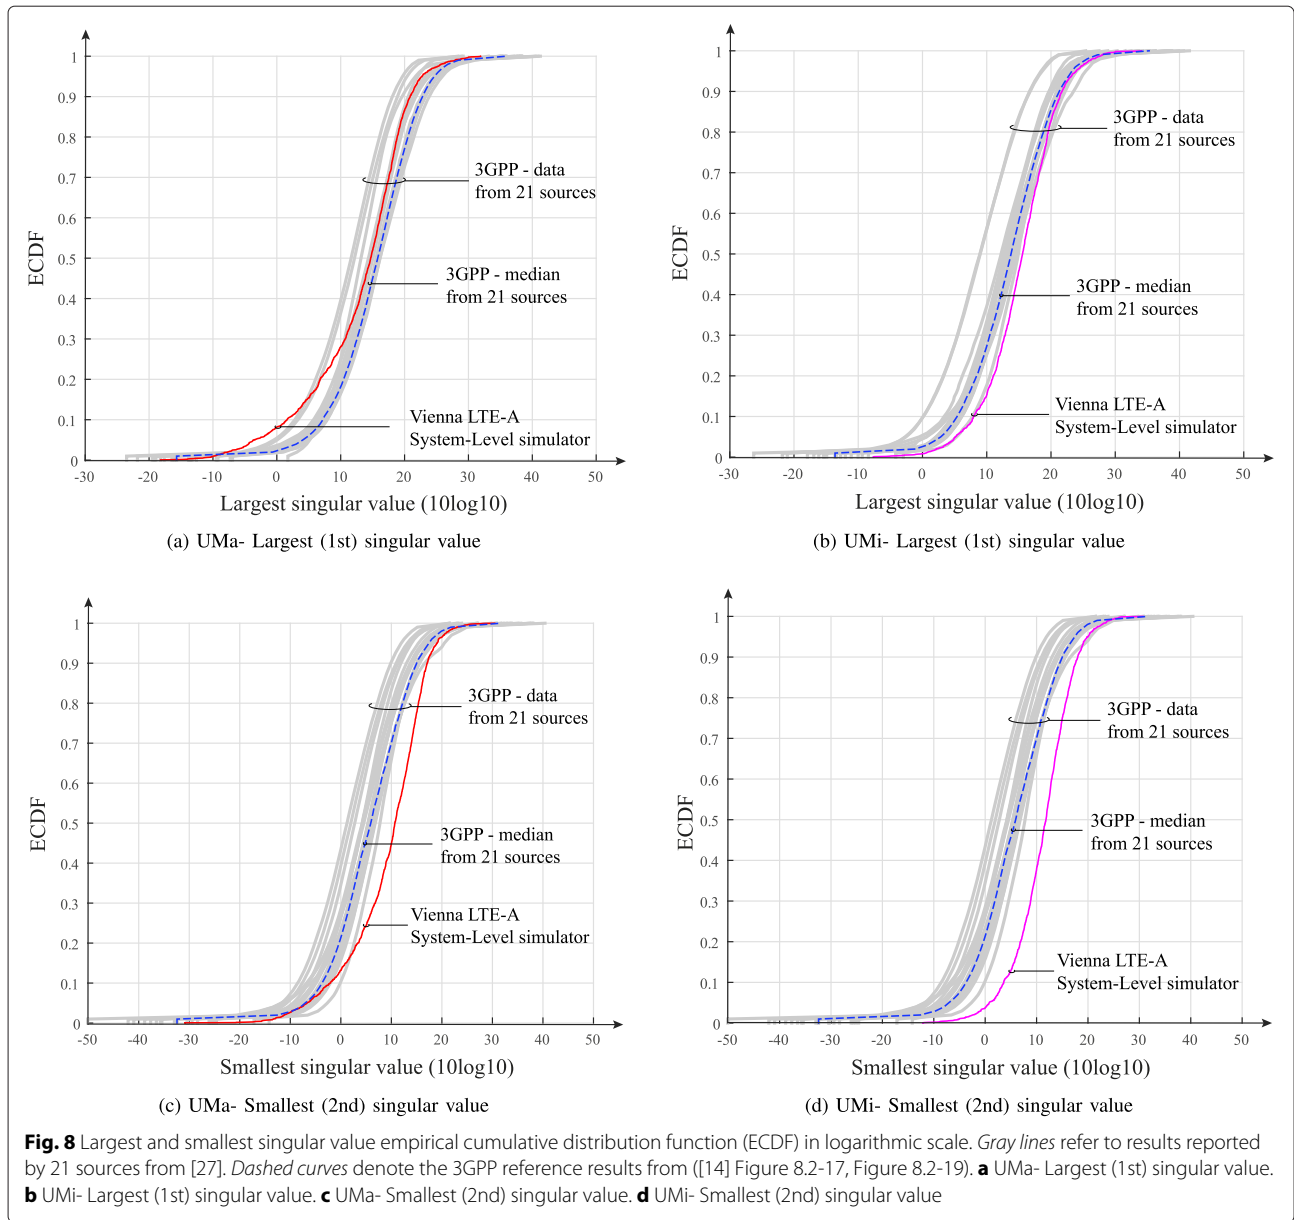 1
0.9
0.8
0.7
0.6
0.5
0.4
0.3
0.2
0.1
0
ECDF
3GPP - data
from 21 sources
3GPP - median
from 21 sources
Vienna LTE-A
System-Level simulator
-30 -20 -10 0 10 20 30 40 50
Largest singular value (10log10)
(a) UMa- Largest (1st) singular value
1
0.9
0.8
0.7
0.6
0.5
0.4
0.3
0.2
0.1
0
ECDF
3GPP - data
from 21 sources
3GPP - median
from 21 sources
Vienna LTE-A
System-Level simulator
-30 -20 -10 0 10 20 30 40 50
Largest singular value (10log10)
(b) UMi- Largest (1st) singular value
1
0.9
0.8
0.7
0.6
0.5
0.4
0.3
0.2
0.1
0
ECDF
3GPP - data
from 21 sources
3GPP - median
from 21 sources
Vienna LTE-A
System-Level simulator
-50 -40 -30 -20 -10 0 10 20 30 40 50
Smallest singular value (10log10)
(c) UMa- Smallest (2nd) singular value
1
0.9
0.8
0.7
0.6
0.5
0.4
0.3
0.2
0.1
0
ECDF
3GPP - data
from 21 sources
3GPP - median
from 21 sources
Vienna LTE-A
System-Level simulator
-50 -40 -30 -20 -10 0 10 20 30 40 50
Smallest singular value (10log10)
(d) UMi- Smallest (2nd) singular value
Fig. 8 Largest and smallest singular value empirical cumulative distribution function (ECDF) in logarithmic scale. Gray lines refer to results reported
by 21 sources from [27]. Dashed curves denote the 3GPP reference results from ([14] Figure 8.2-17, Figure 8.2-19). a UMa- Largest (1st) singular value.
b UMi- Largest (1st) singular value. c UMa- Smallest (2nd) singular value. d UMi- Smallest (2nd) singular value